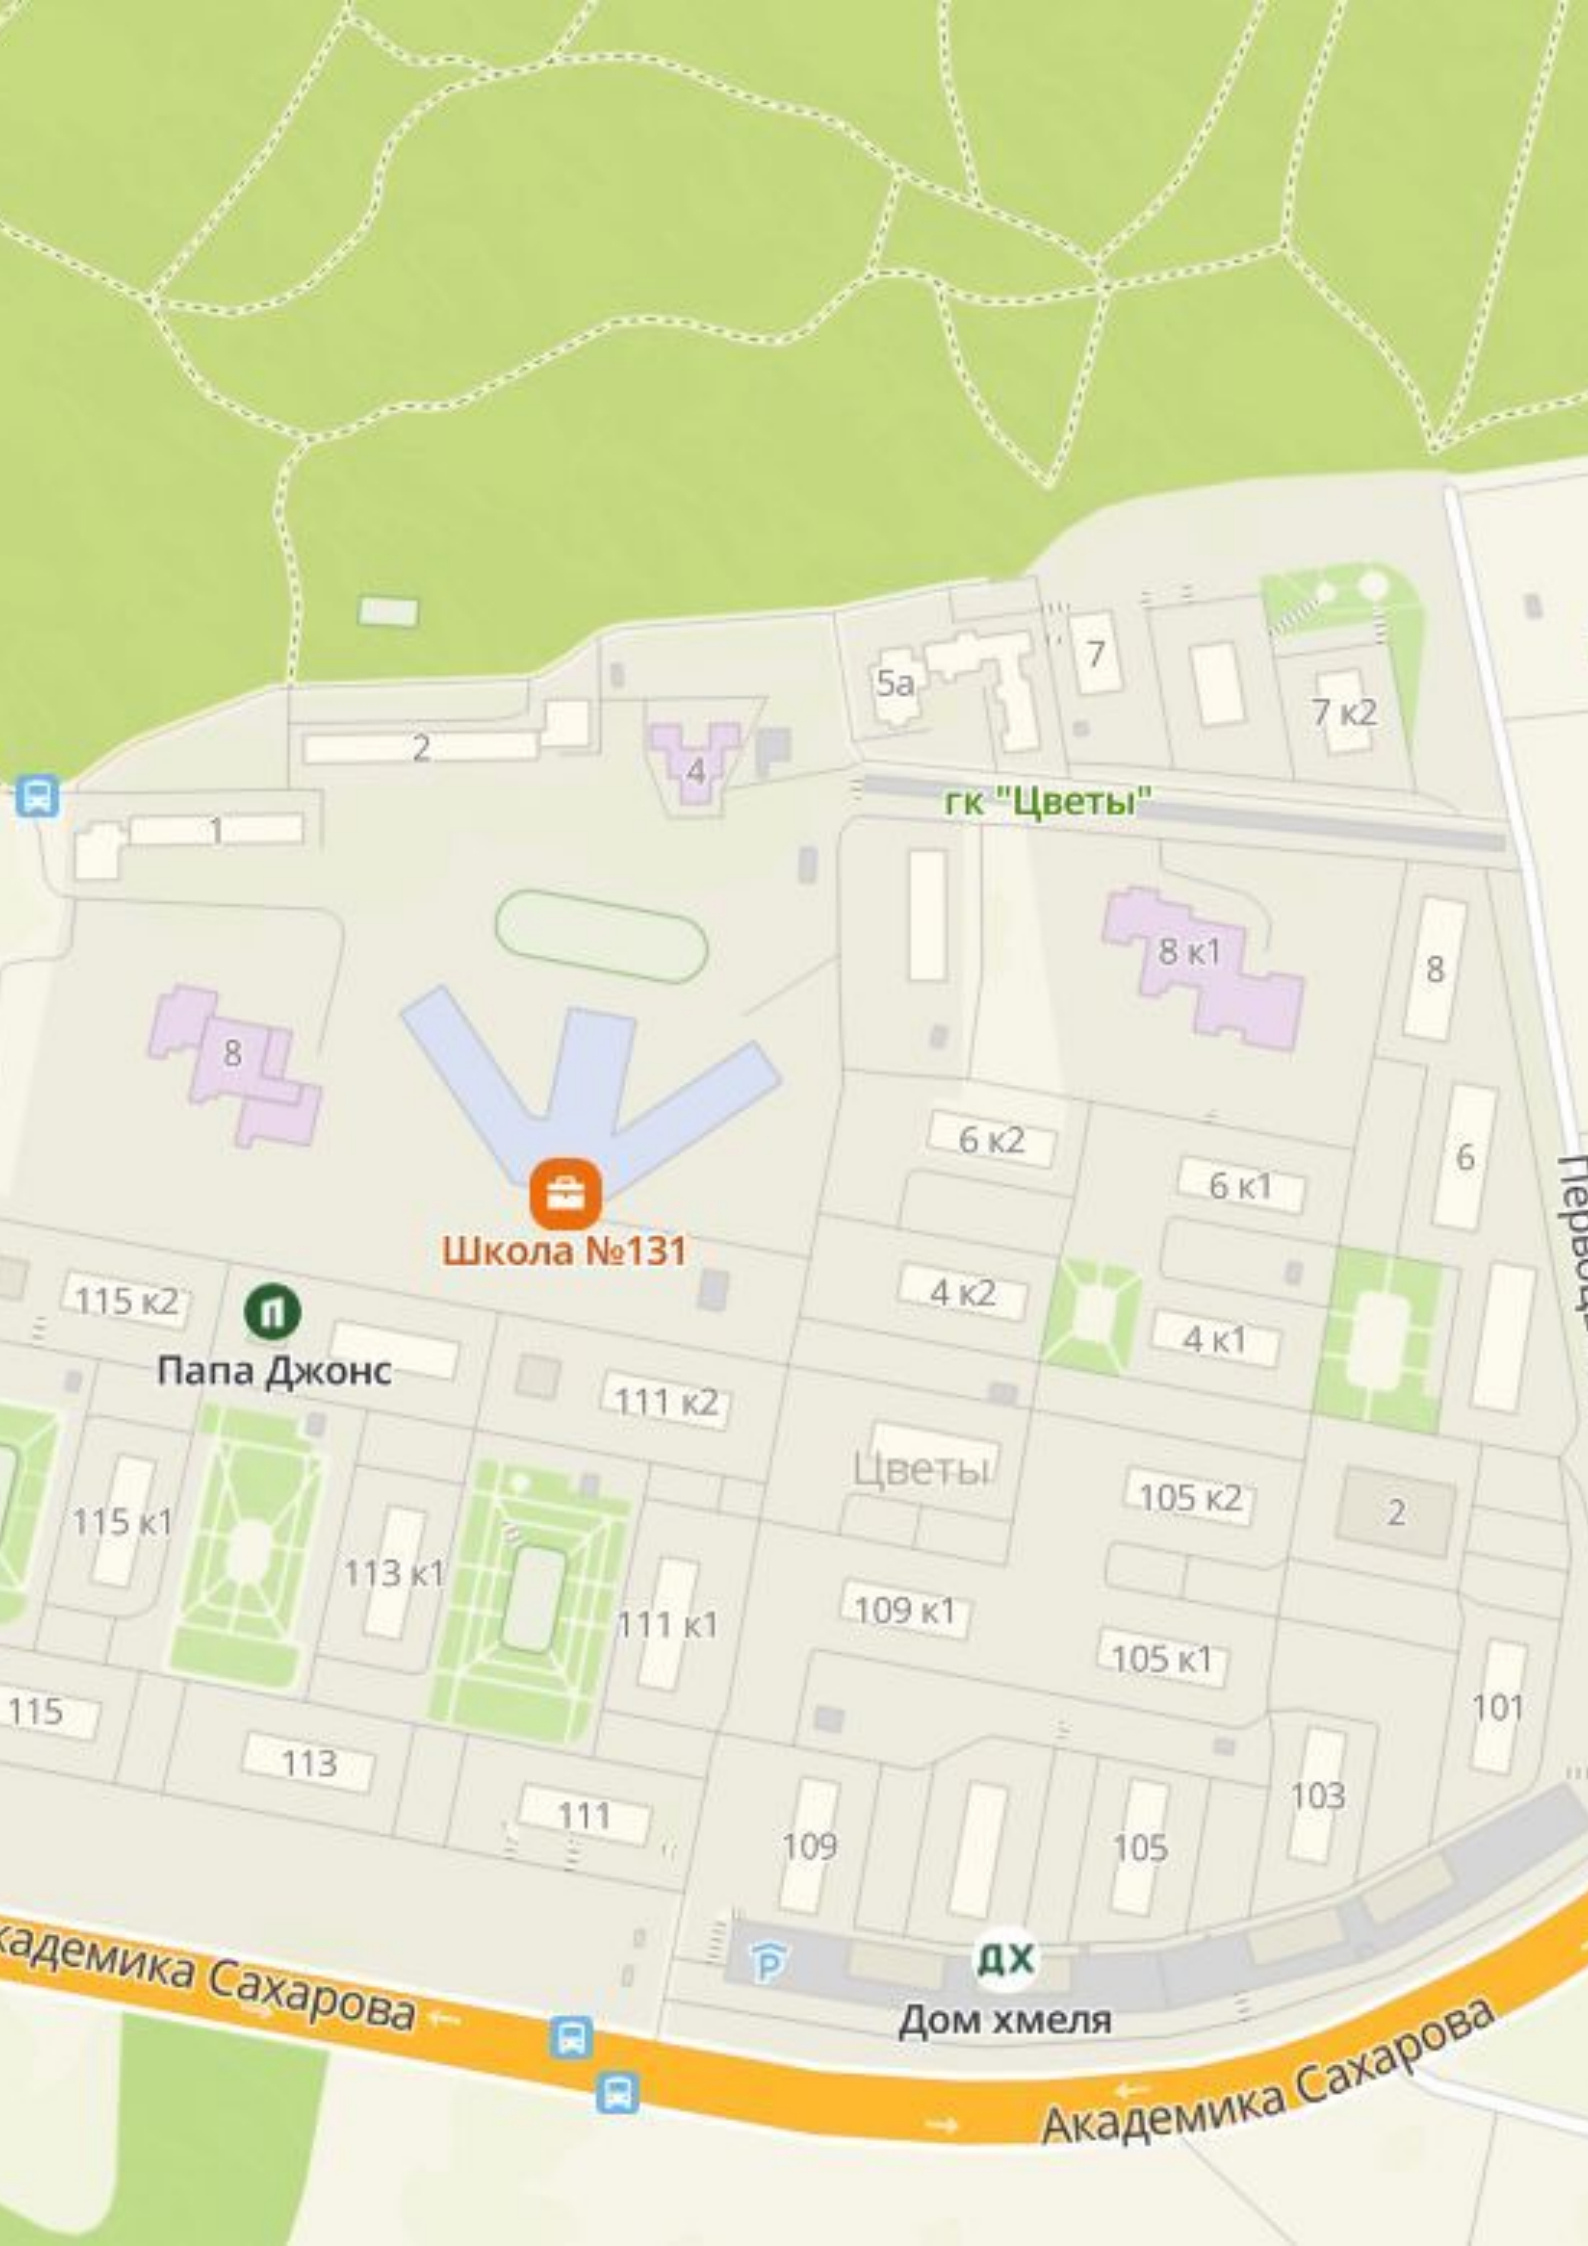 7
5а
7 к2
2
4
гк "Цветы"
1
8 к1
8
8
6 к2
6
6 к1
Школа №131
4 к2
115 к2
4 к1
Папа Джонс
111 к2
Цветы
105 к2
2
115 к1
113 к1
109 к1
111 к1
105 к1
101
115
113
103
111
109
105
P
ДХ
кадемика Сахарова
Дом хмеля
Академика Сахарова